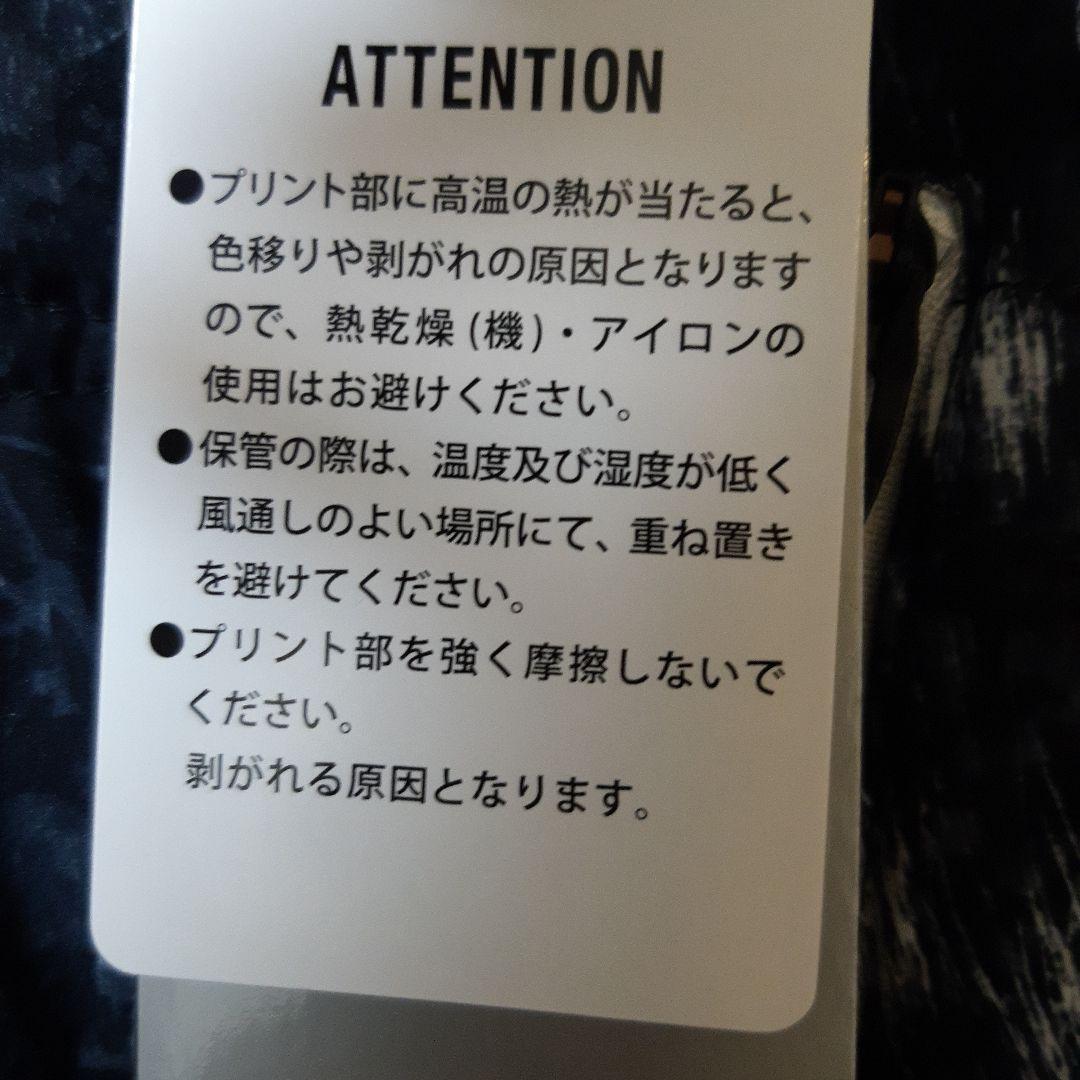 ATTENTION
●プリント部に高温の熱が当たると、
色移りや剥がれの原因となります
ので、熱乾燥(機)・アイロンの
使用はお避けください。
●保管の際は、温度及び湿度が低く
風通しのよい場所にて、重ね置き
を避けてください。
●プリント部を強く摩擦しないで
ください。
剥がれる原因となります。